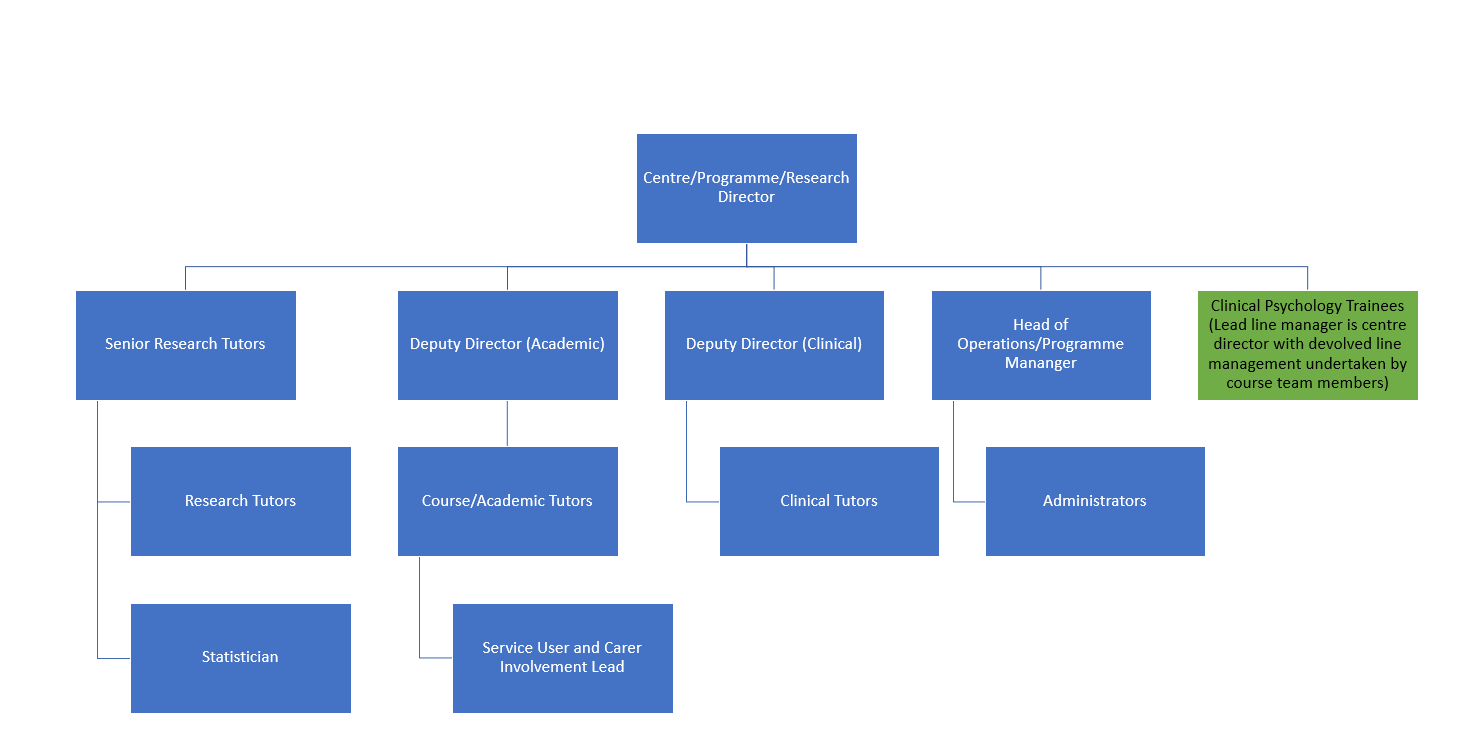 Centre/Programme/Research
Director
Senior Research Tutors
Deputy Director (Academic)
Deputy Director (Clinical)
Head of
Operations/Programme
Mananger
Clinical Psychology Trainees
(Lead line manager is centre
director with devolved line
management undertaken by
course team members)
Research Tutors
Course/Academic Tutors
Clinical Tutors
Administrators
Statistician
Service User and Carer
Involvement Lead